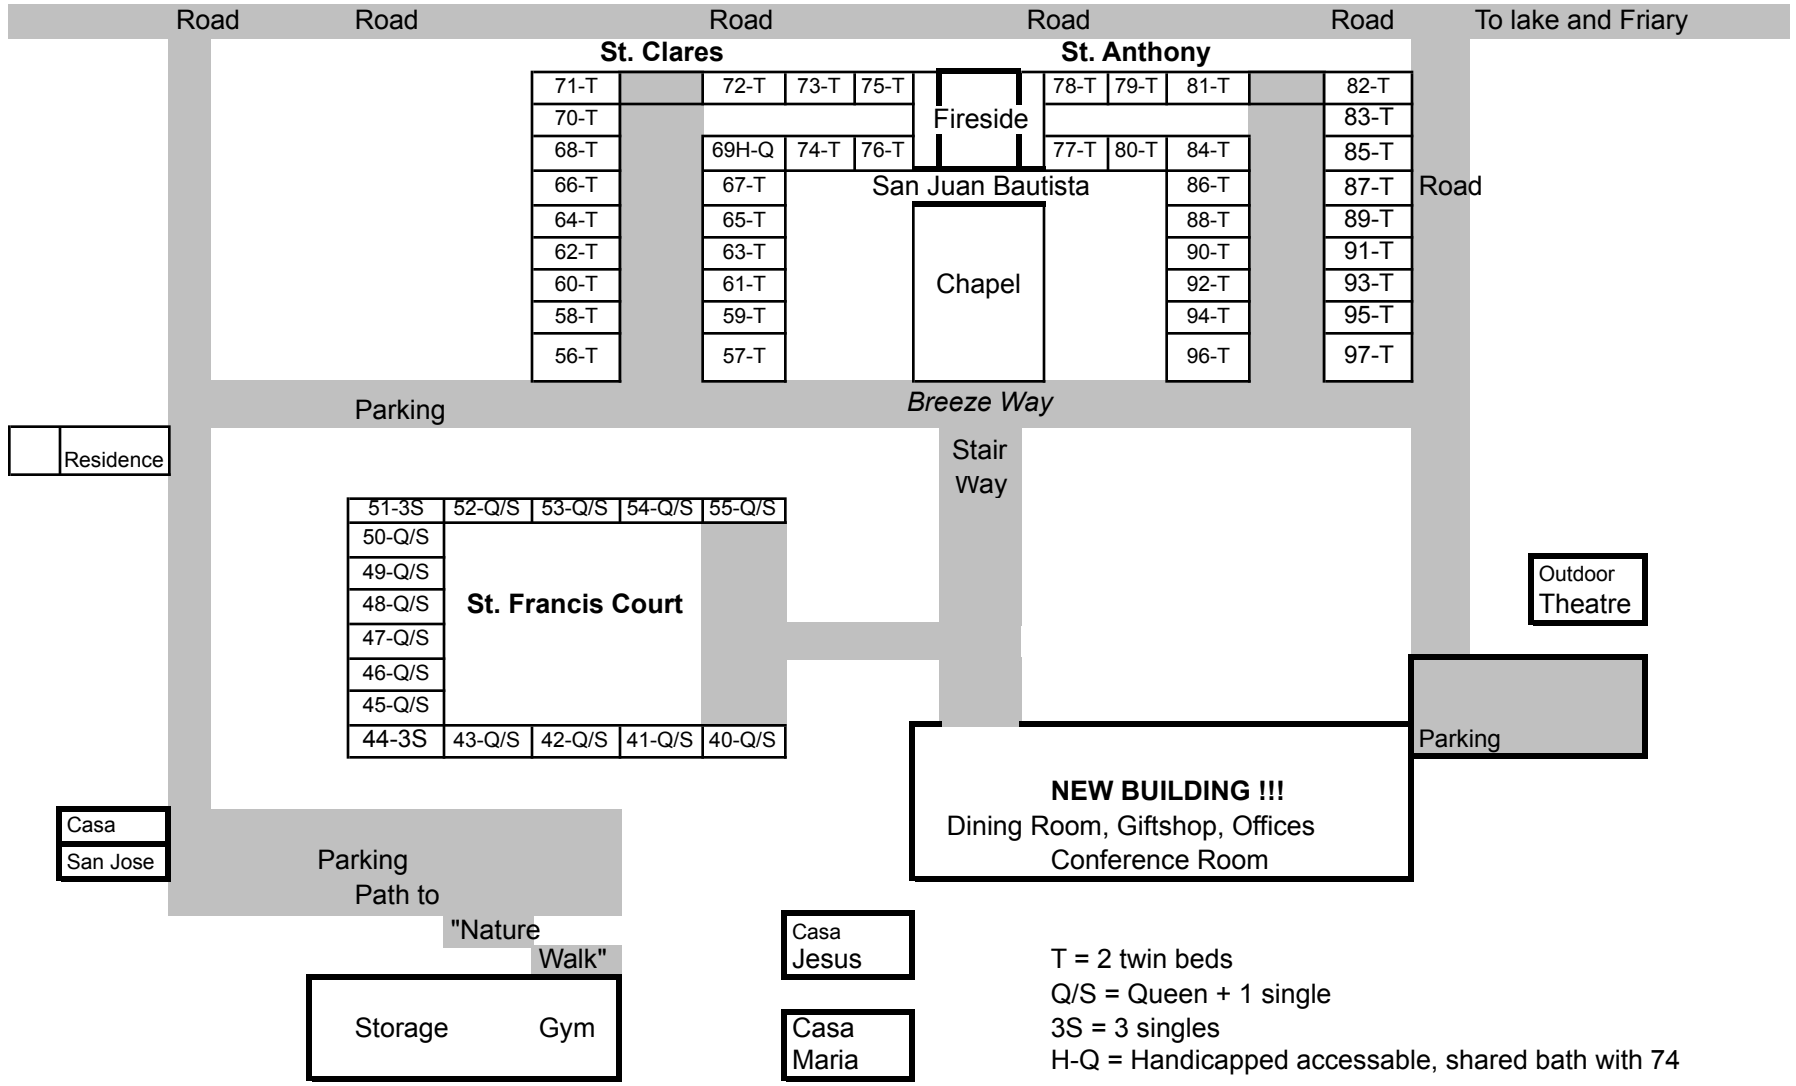 Road Road Road Road Road To lake and Friary
St. Clares St. Anthony
71-T 72-T 73-T 75-T 78-T 79-T 81-T 82-T
70-T Fireside 83-T
68-T 69H-Q 74-T 76-T 77-T 80-T 84-T 85-T
66-T 67-T San Juan Bautista 86-T 87-T Road
64-T 65-T 88-T 89-T
62-T 63-T 90-T 91-T
60-T 61-T Chapel 92-T 93-T
58-T 59-T 94-T 95-T
56-T 57-T 96-T 97-T
Parking Breeze Way
Residence Stair
Way
51-3S 52-Q/S 53-Q/S 54-Q/S 55-Q/S
50-Q/S
49-Q/S Outdoor
48-Q/S St. Francis Court Theatre
47-Q/S
46-Q/S
45-Q/S
44-3S 43-Q/S 42-Q/S 41-Q/S 40-Q/S Parking
NEW BUILDING !!!
Casa Dining Room, Giftshop, Offices
San Jose Parking Conference Room
Path to
"Nature Casa
Walk" Jesus T = 2 twin beds
Q/S = Queen + 1 single
Storage Gym Casa 3S = 3 singles
Maria H-Q = Handicapped accessable, shared bath with 74